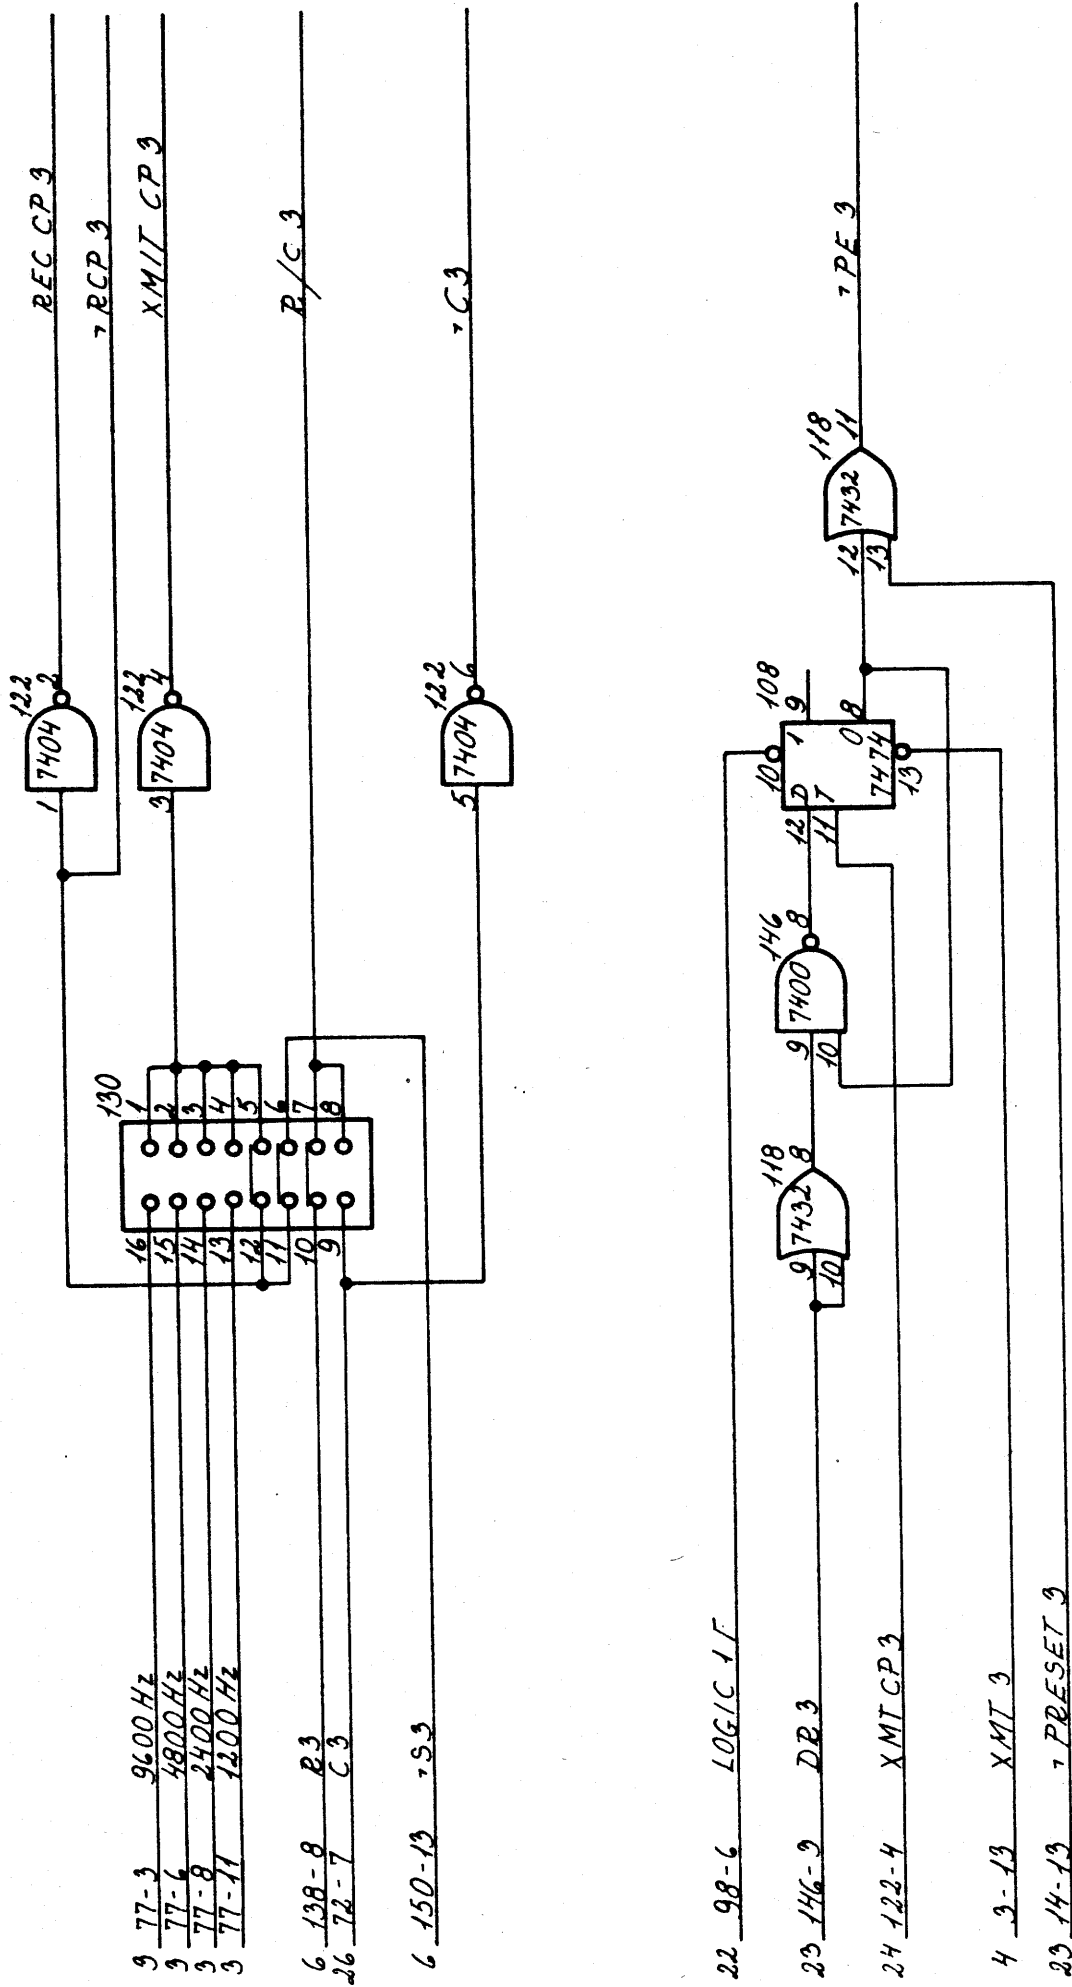 3 77-3 9600 Hz
3 77-6 4800 Hz
3 77-8 2400 Hz
3 77-11 1200 Hz
6 138-8 R3
26 72-7 C3
6 150-13 ¬S3
130
16 1
15 2
14 3
13 4
12 5
11 6
10 7
9 8
1 7404 122 2
REC CP 3
¬RCP 3
3 7404 122 4
XMIT CP 3
R/C 3
5 7404 122 6
¬C3
22 98-6 LOGIC 1F
23 146-3 DR3
24 122-4 XMTCP3
4 3-13 XMT 3
23 14-13 ¬PRESET 3
9 10 7432 118 8
9 10 7400 146 8
10 108
12 D 1 9
11 T 0 8
7474
13
12 13 7432 118 11
¬PE 3